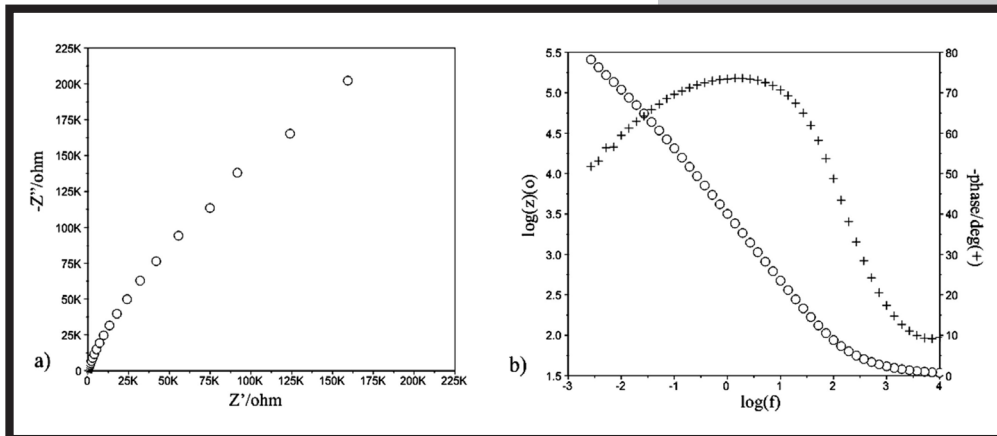 225K
200K
175K
150K
125K
100K
75K
50K
25K
0
-Z''/ohm
0 25K 50K 75K 100K 125K 150K 175K 200K 225K
Z'/ohm
a)
5.5
5.0
4.5
4.0
3.5
3.0
2.5
2.0
1.5
log(z)(o)
80
70
60
50
40
30
20
10
0
-phase/deg(+)
-3 -2 -1 0 1 2 3 4
log(f)
b)